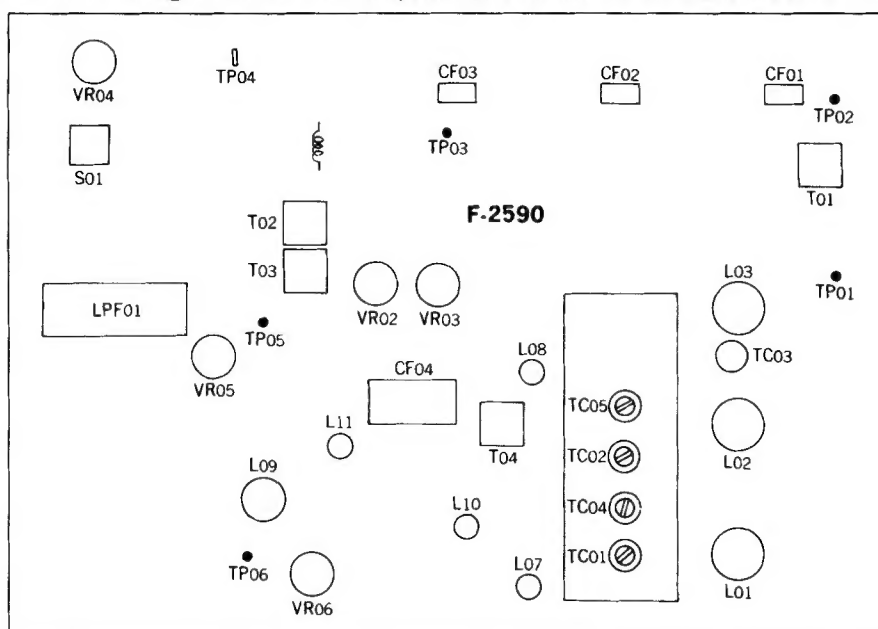 VR04
TP04
CF03
CF02
CF01
TP02
TP03
S01
T01
T02
F-2590
T03
L03
TP01
LPF01
VR02
VR03
TP05
L08
TC03
VR05
CF04
TC05
L11
T04
TC02
L02
L09
L10
TC04
TP06
L07
TC01
VR06
L01